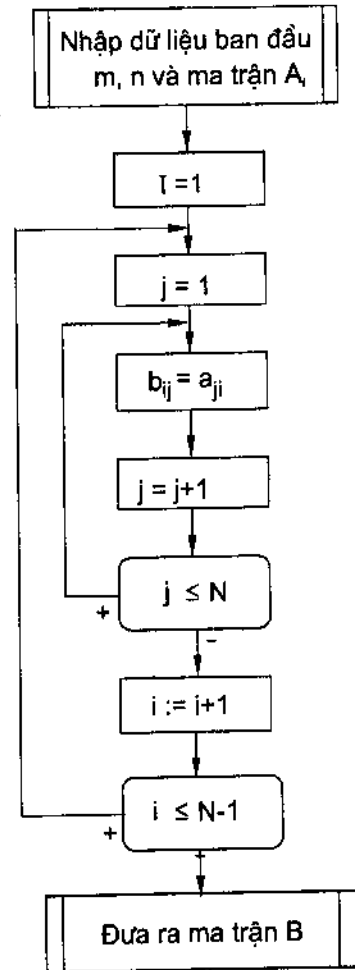 Nhập dữ liệu ban đầu
m, n và ma trận A,
i =1
j = 1
bij = aji
j = j+1
j ≤ N
+
-
i := i+1
i ≤ N-1
+
+
Đưa ra ma trận B